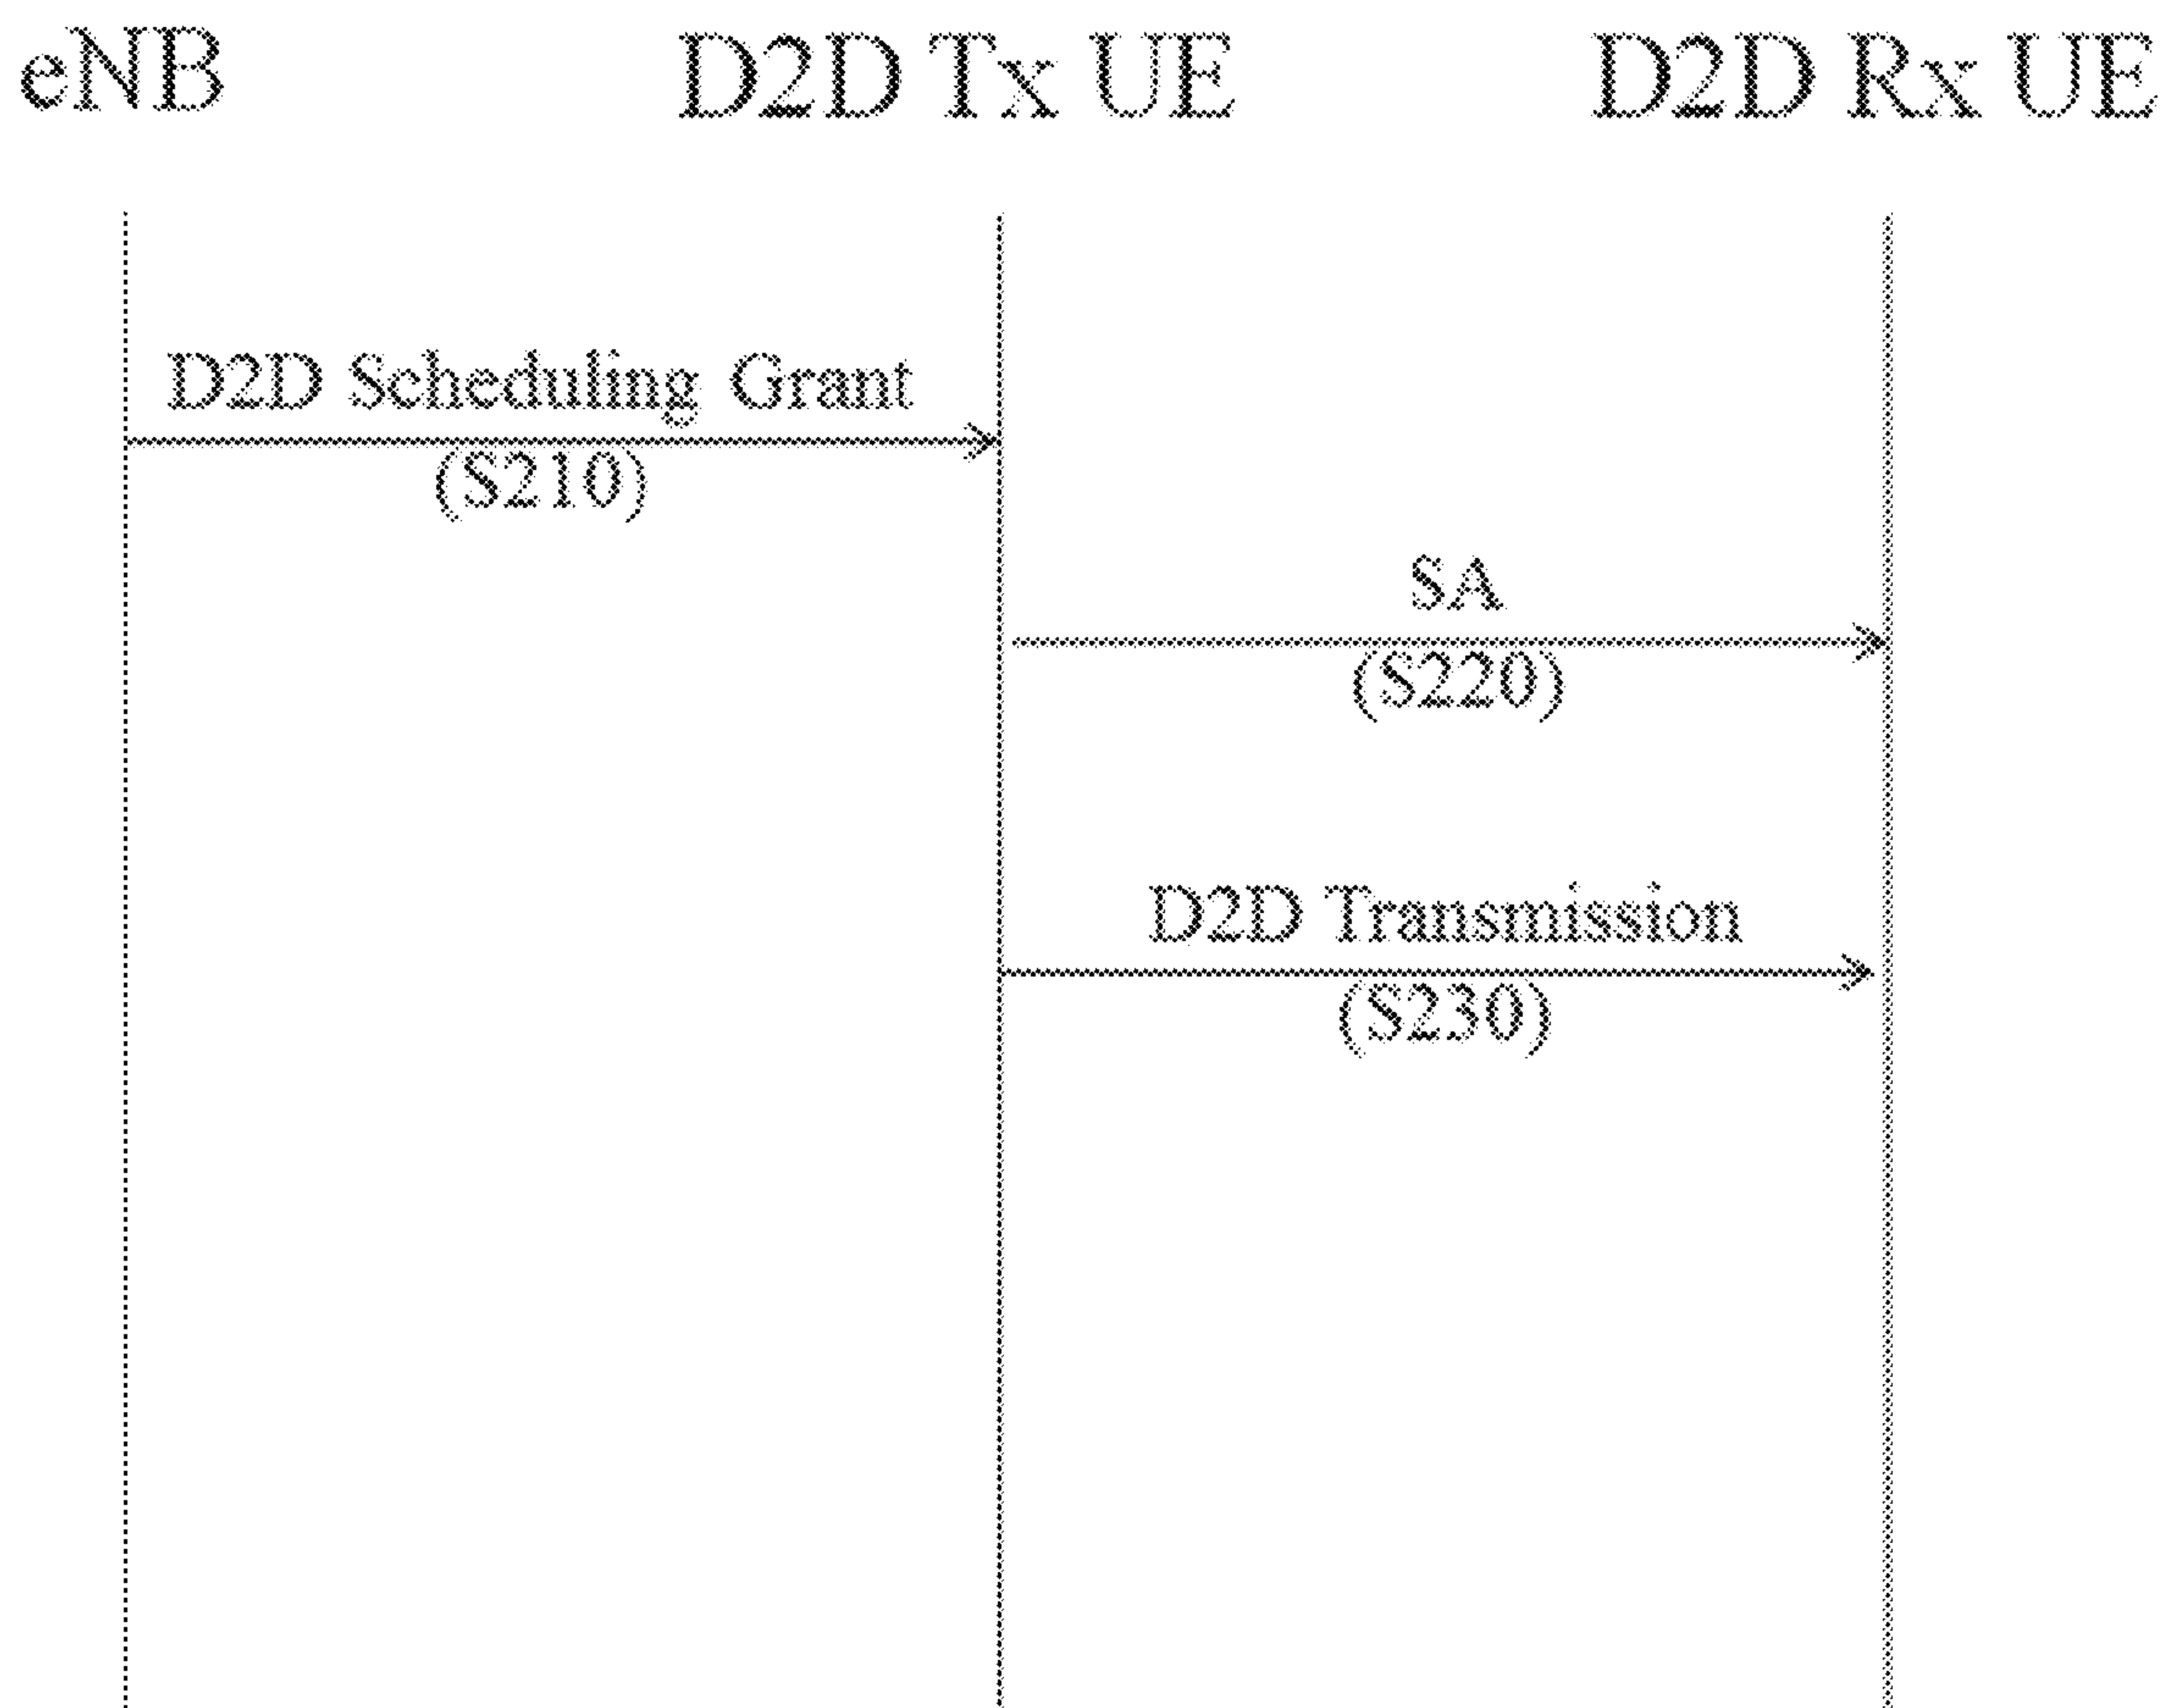 eNB D2D Tx UE D2D Rx UE
D2D Scheduling Grant
(S210)
SA
(S220)
D2D Transmission
(S230)